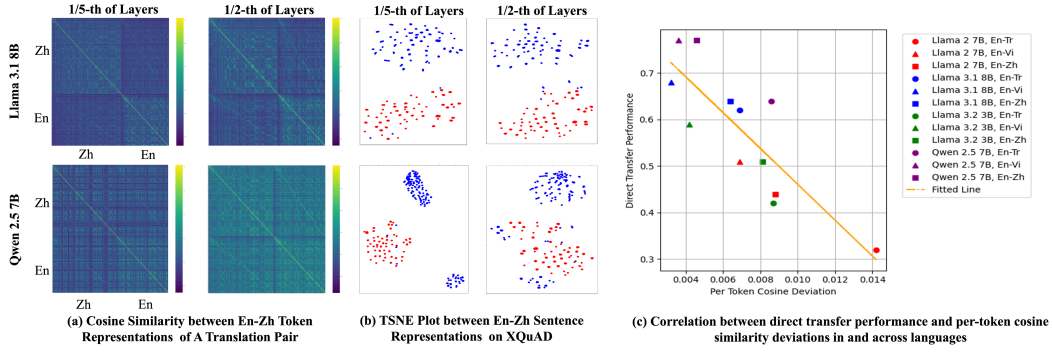 1/5-th of Layers
1/2-th of Layers
1/5-th of Layers
1/2-th of Layers
Llama 3.1 8B
Zh
En
Zh
En
Qwen 2.5 7B
Zh
En
Zh
En
(a) Cosine Similarity between En-Zh Token
Representations of A Translation Pair
(b) TSNE Plot between En-Zh Sentence
Representations on XQuAD
Direct Transfer Performance
0.7
0.6
0.5
0.4
0.3
0.004
0.006
0.008
0.010
0.012
0.014
Per Token Cosine Deviation
Llama 2 7B, En-Tr
Llama 2 7B, En-Vi
Llama 2 7B, En-Zh
Llama 3.1 8B, En-Tr
Llama 3.1 8B, En-Vi
Llama 3.1 8B, En-Zh
Llama 3.2 3B, En-Tr
Llama 3.2 3B, En-Vi
Llama 3.2 3B, En-Zh
Qwen 2.5 7B, En-Tr
Qwen 2.5 7B, En-Vi
Qwen 2.5 7B, En-Zh
Fitted Line
(c) Correlation between direct transfer performance and per-token cosine
similarity deviations in and across languages